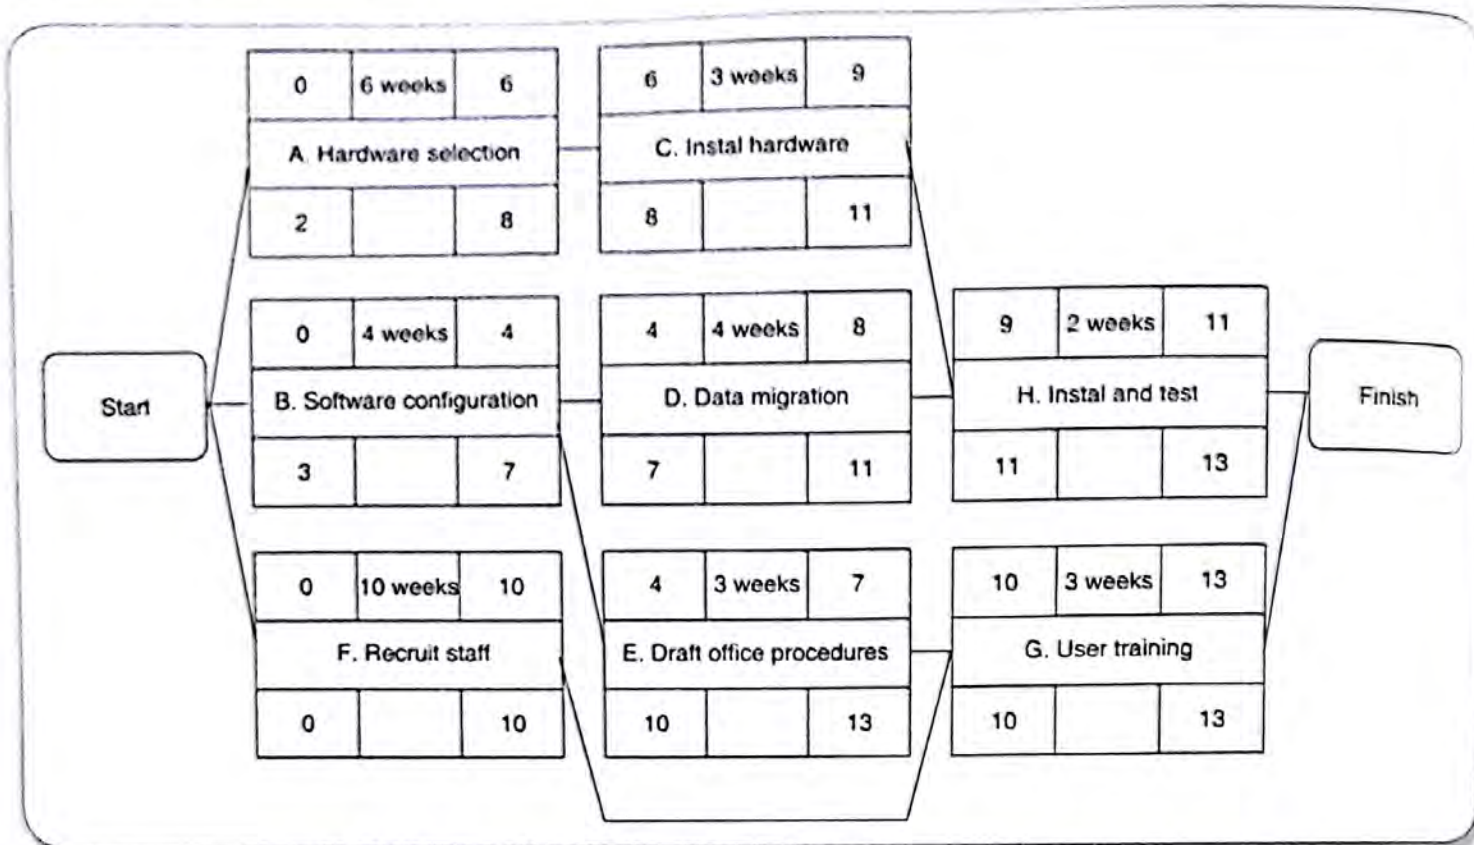 0 6 weeks 6
A. Hardware selection
2 8
6 3 weeks 9
C. Instal hardware
8 11
Start
0 4 weeks 4
B. Software configuration
3 7
4 4 weeks 8
D. Data migration
7 11
9 2 weeks 11
H. Instal and test
11 13
Finish
0 10 weeks 10
F. Recruit staff
0 10
4 3 weeks 7
E. Draft office procedures
10 13
10 3 weeks 13
G. User training
10 13